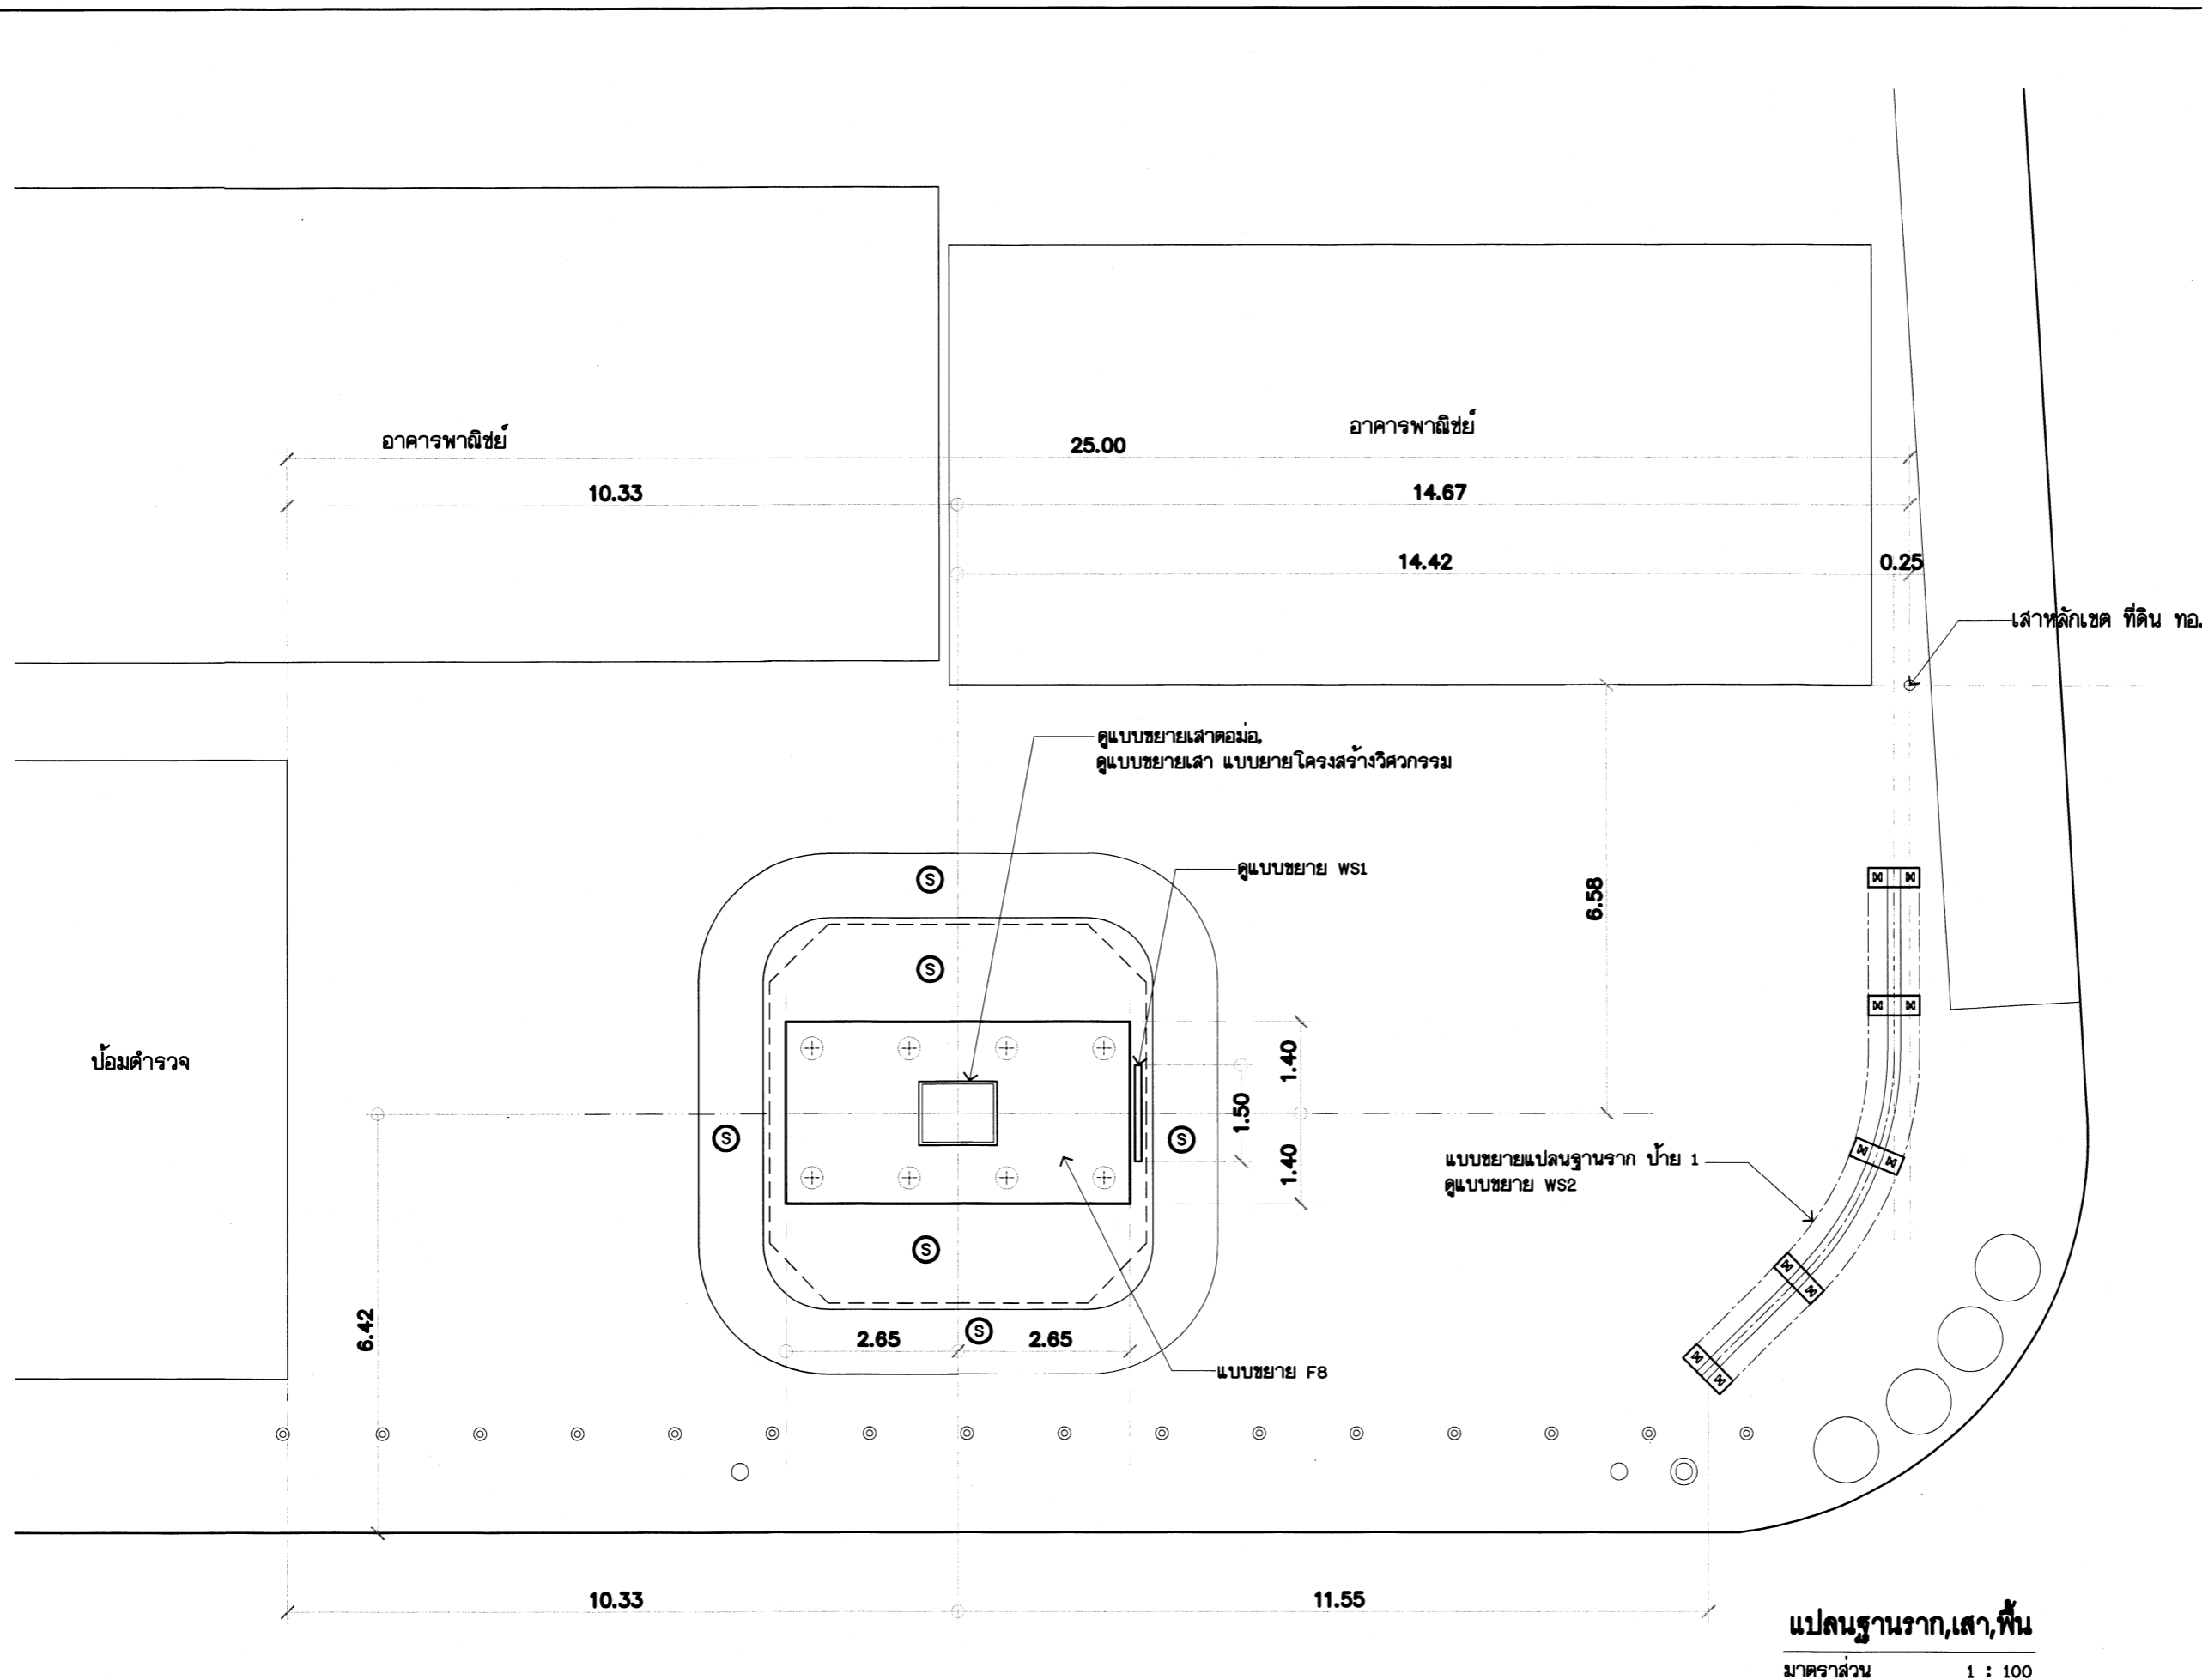 อาคารพาณิชย์
อาคารพาณิชย์
25.00
10.33
14.67
14.42
0.25
เสาหลักเขต ที่ดิน ทอ.
ดูแบบขยายเสาตอม่อ,
ดูแบบขยายเสา แบบยายโครงสร้างวิศวกรรม
ดูแบบขยาย WS1
6.58
S
S
ป้อมตำรวจ
1.40
1.50
1.40
S
S
แบบขยายแปลนฐานราก ป้าย 1
ดูแบบขยาย WS2
S
6.42
2.65
S
2.65
แบบขยาย F8
10.33
11.55
แปลนฐานราก,เสา,พื้น
มาตราส่วน 1 : 100